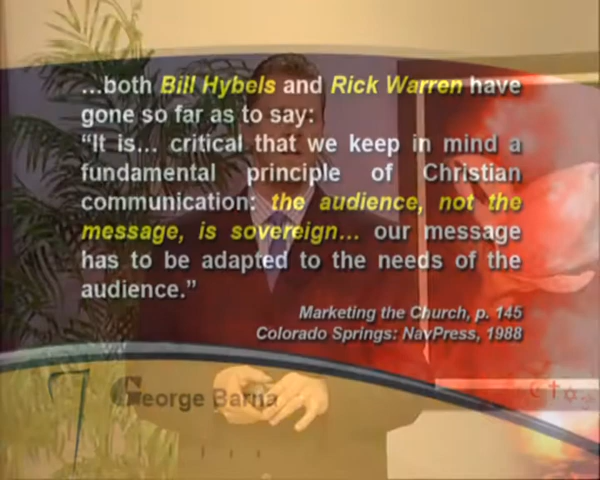 ...both Bill Hybels and Rick Warren have
gone so far as to say:
“It is... critical that we keep in mind a
fundamental principle of Christian
communication: the audience, not the
message, is sovereign... our message
has to be adapted to the needs of the
audience.”
Marketing the Church, p. 145
Colorado Springs: NavPress, 1988
George Barna